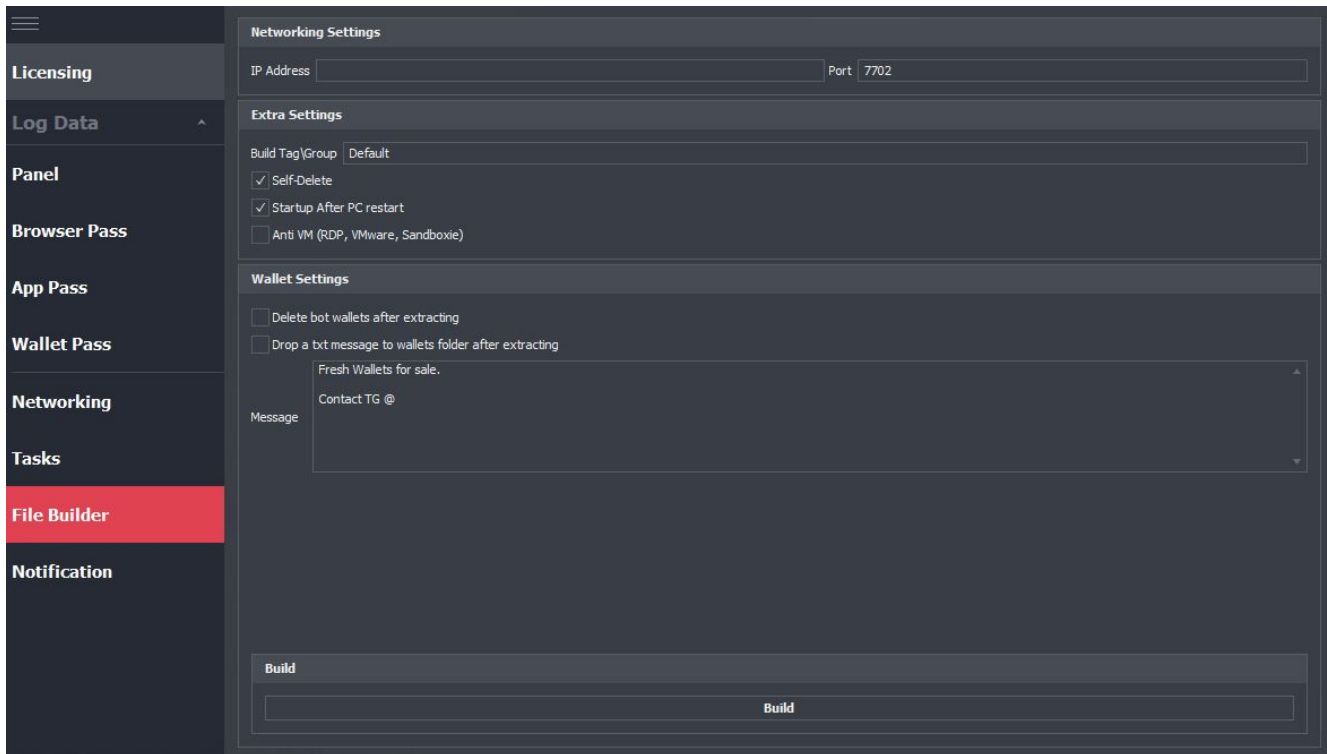 Licensing
Log Data
Panel
Browser Pass
App Pass
Wallet Pass
Networking
Tasks
File Builder
Notification
Networking Settings
IP Address
Port 7702
Extra Settings
Build Tag\Group Default
Self-Delete
Startup After PC restart
Anti VM (RDP, VMware, Sandboxie)
Wallet Settings
Delete bot wallets after extracting
Drop a txt message to wallets folder after extracting
Message
Fresh Wallets for sale.
Contact TG @
Build
Build